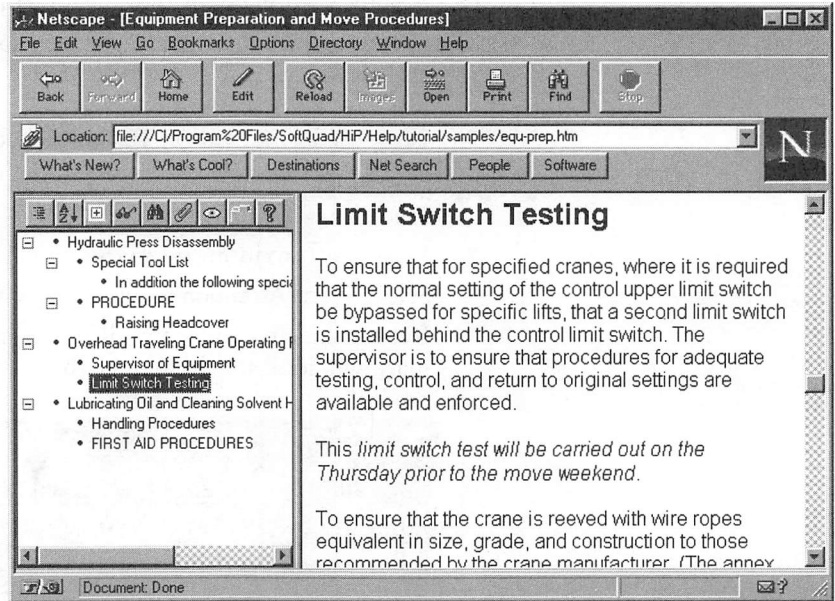 Netscape - [Equipment Preparation and Move Procedures]
File Edit View Go Bookmarks Options Directory Window Help
Back Forward Home Edit Reload Images Open Print Find Stop
Location: file:///C|/Program%20Files/SoftQuad/HiP/Help/tutorial/samples/equ-prep.htm
N
What's New? What's Cool? Destinations Net Search People Software
Hydraulic Press Disassembly
Special Tool List
In addition the following specia
PROCEDURE
Raising Headcover
Overhead Traveling Crane Operating
Supervisor of Equipment
Limit Switch Testing
Lubricating Oil and Cleaning Solvent H
Handling Procedures
FIRST AID PROCEDURES
Limit Switch Testing
To ensure that for specified cranes, where it is required
that the normal setting of the control upper limit switch
be bypassed for specific lifts, that a second limit switch
is installed behind the control limit switch. The
supervisor is to ensure that procedures for adequate
testing, control, and return to original settings are
available and enforced.
This limit switch test will be carried out on the
Thursday prior to the move weekend.
To ensure that the crane is reeved with wire ropes
equivalent in size, grade, and construction to those
recommended by the crane manufacturer. (The annex
Document: Done